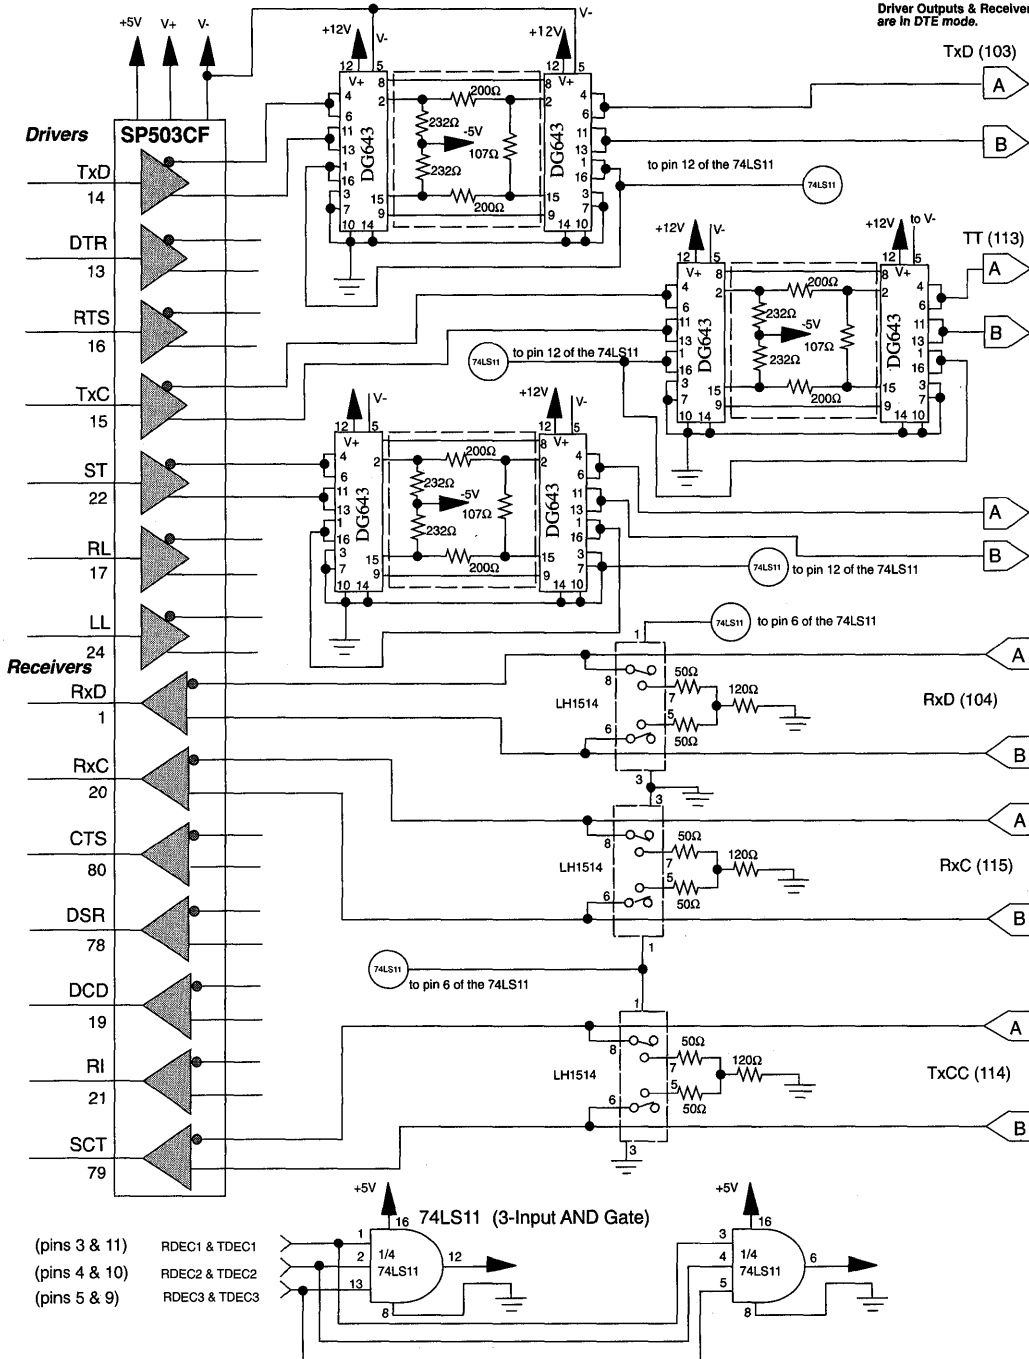 Driver Outputs & Receiver
are in DTE mode.
+5V V+ V-
V-
V-
+12V
+12V
TxD (103)
A
B
Drivers
SP503CF
TxD
14
DTR
13
RTS
16
TxC
15
ST
22
RL
17
LL
24
Receivers
RxD
1
RxC
20
CTS
80
DSR
78
DCD
19
RI
21
SCT
79
12 5
V+
4
6
11
13
1
16
3
7
10 14
8
2
15
9
DG643
200Ω
232Ω
-5V
107Ω
232Ω
200Ω
12 5
V+
8
2
15
9
14 10
4
6
11
13
1
16
3
7
DG643
to pin 12 of the 74LS11
74LS11
+12V V-
+12V to V-
TT (113)
A
B
12 5
V+
4
6
11
13
1
16
3
7
10 14
8
2
15
9
DG643
200Ω
232Ω
-5V
107Ω
232Ω
200Ω
12 5
V+
8
2
15
9
14 10
4
6
11
13
1
16
3
7
DG643
74LS11
to pin 12 of the 74LS11
+12V V-
+12V V-
12 5
V+
4
6
11
13
1
16
3
7
10 14
8
2
15
9
DG643
200Ω
232Ω
-5V
107Ω
232Ω
200Ω
12 5
V+
8
2
15
9
14 10
4
6
11
13
1
16
3
7
DG643
A
B
74LS11
to pin 12 of the 74LS11
74LS11
to pin 6 of the 74LS11
1
8
LH1514
6
7
5
3
50Ω
50Ω
120Ω
A
RxD (104)
B
3
8
LH1514
6
7
5
1
50Ω
50Ω
120Ω
A
RxC (115)
B
74LS11
to pin 6 of the 74LS11
1
8
LH1514
6
7
5
3
50Ω
50Ω
120Ω
A
TxCC (114)
B
+5V
16
74LS11 (3-Input AND Gate)
+5V
16
(pins 3 & 11) RDEC1 & TDEC1
(pins 4 & 10) RDEC2 & TDEC2
(pins 5 & 9) RDEC3 & TDEC3
1
2
13
1/4
74LS11
12
8
3
4
5
1/4
74LS11
6
8